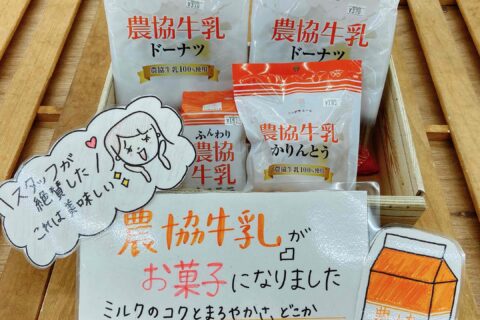 農協牛乳
ドーナツ
農協牛乳100%使用
農協牛乳
ドーナツ
ふんわり
農協
牛乳
農協牛乳
かりんとう
農協牛乳100%使用
スタッフが
絶賛した!
これは美味しい
農協牛乳が
お菓子になりました
ミルクのコクとまろやかさ、どこか